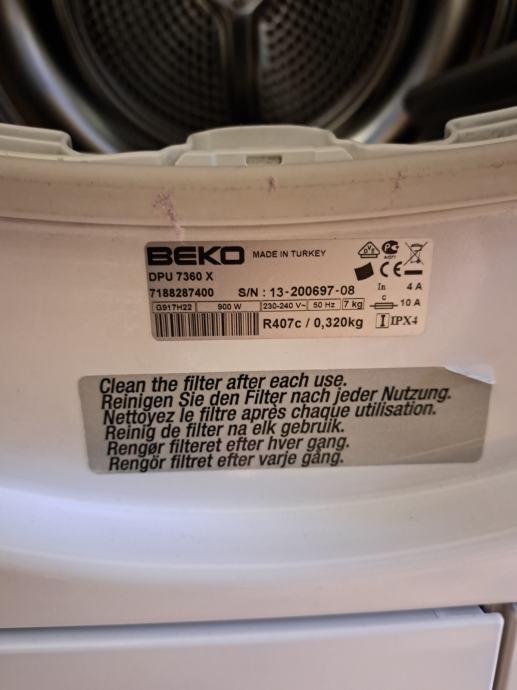 BEKO MADE IN TURKEY
DPU 7360 X
7188287400 S/N : 13-200697-08
G917H22 900 W 230-240 V~ 50 Hz 7 kg
R407c / 0,320kg
In 4 A
c 10 A
IPX4
Clean the filter after each use.
Reinigen Sie den Filter nach jeder Nutzung.
Nettoyez le filtre après chaque utilisation.
Reinig de filter na elk gebruik.
Rengør filteret efter hver gang.
Rengör filtret efter varje gång.